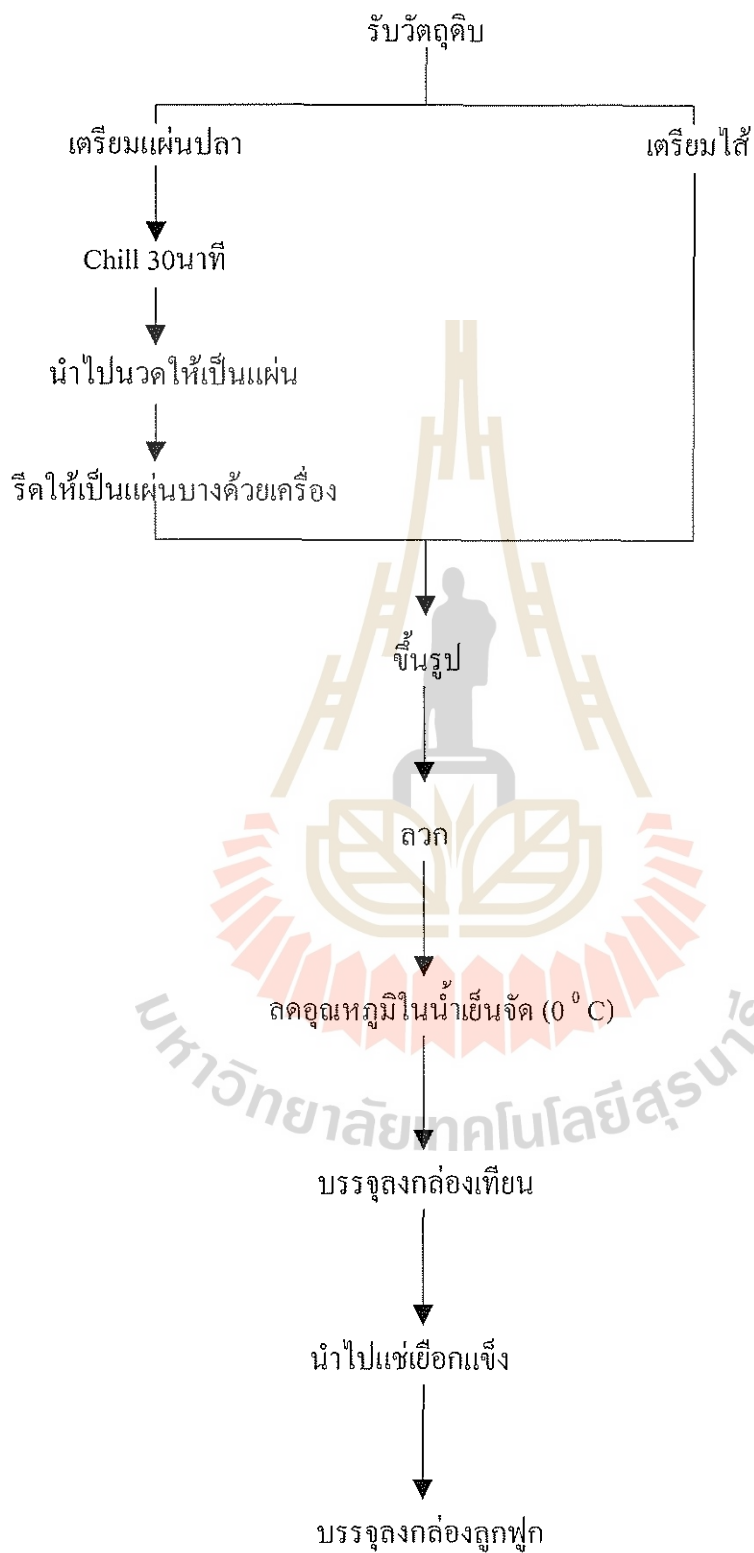 รับวัตถุดิบ
เตรียมแผ่นปลา
เตรียมไส้
Chill 30นาที
นำไปนวดให้เป็นแผ่น
รีดให้เป็นแผ่นบางด้วยเครื่อง
ขึ้นรูป
ลวก
ลดอุณหภูมิในน้ำเย็นจัด (0 ⁰ C)
มหาวิทยาลัยเทคโนโลยีสุรนารี
บรรจุลงกล่องเทียน
นำไปแช่เยือกแข็ง
บรรจุลงกล่องลูกฟูก